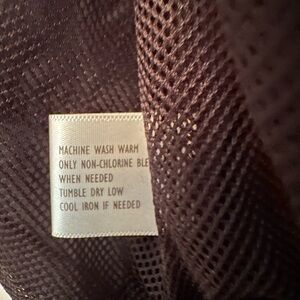 MACHINE WASH WARM
ONLY NON-CHLORINE BLE
WHEN NEEDED
TUMBLE DRY LOW
COOL IRON IF NEEDED